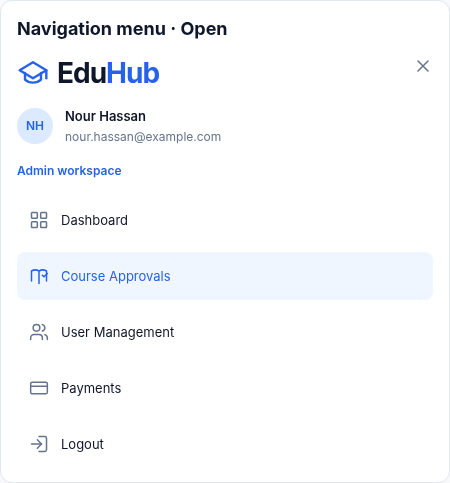 Navigation menu · Open
EduHub
NH
Nour Hassan
nour.hassan@example.com
Admin workspace
Dashboard
Course Approvals
User Management
Payments
Logout